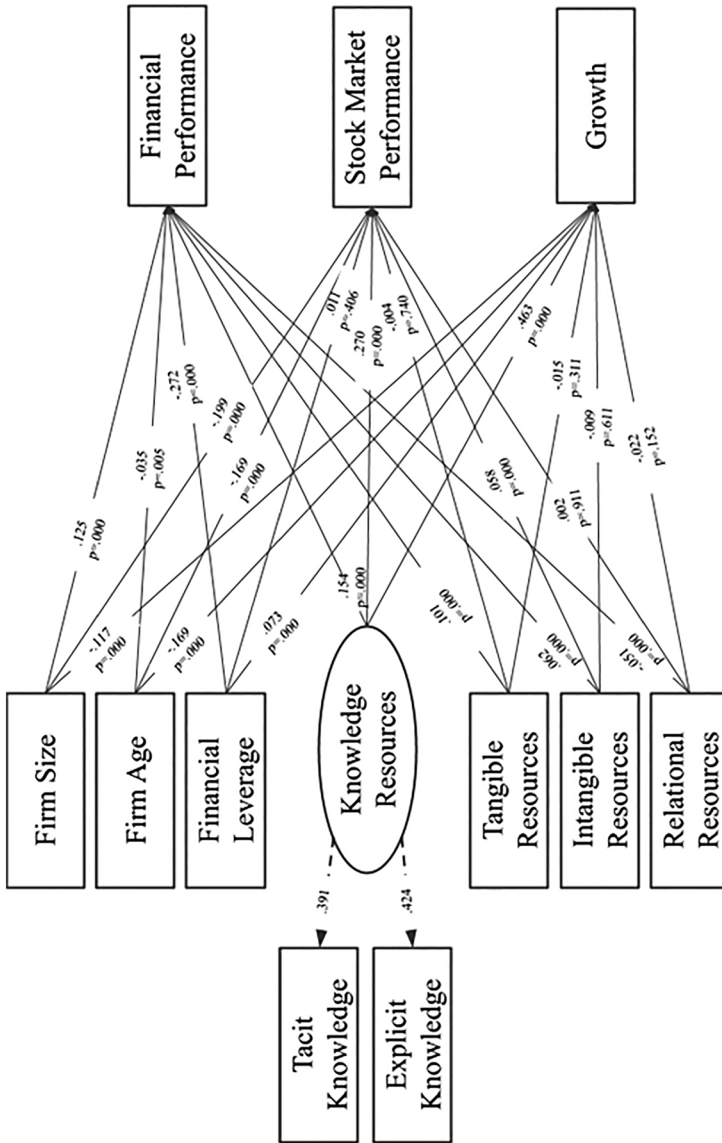 Financial
Performance
Stock Market
Performance
Growth
.125
p=.000
-.035
p=.005
-.272
p=.000
-.199
p=.000
-.169
p=.000
.011
p=.406
.270
p=.000
-.004
p=.740
.463
p=.000
-.117
p=.000
-.169
p=.000
.073
p=.000
.154
p=.000
.101
p=.000
.062
p=.000
-.051
p=.000
.058
p=.000
.002
p=.911
-.015
p=.311
-.009
p=.611
-.022
p=.152
Firm Size
Firm Age
Financial
Leverage
Knowledge
Resources
Tangible
Resources
Intangible
Resources
Relational
Resources
.391
.424
Tacit
Knowledge
Explicit
Knowledge